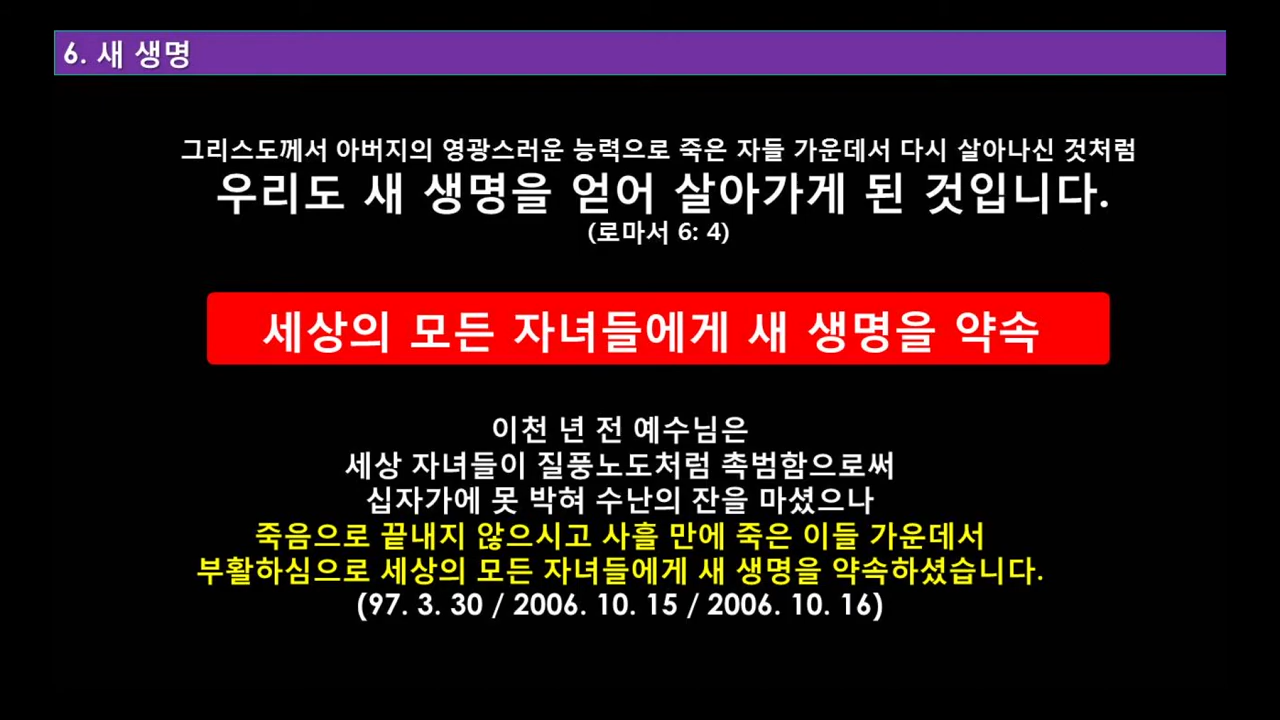 6. 새 생명
그리스도께서 아버지의 영광스러운 능력으로 죽은 자들 가운데서 다시 살아나신 것처럼
우리도 새 생명을 얻어 살아가게 된 것입니다.
(로마서 6: 4)
세상의 모든 자녀들에게 새 생명을 약속
이천 년 전 예수님은
세상 자녀들이 질풍노도처럼 촉범함으로써
십자가에 못 박혀 수난의 잔을 마셨으나
죽음으로 끝내지 않으시고 사흘 만에 죽은 이들 가운데서
부활하심으로 세상의 모든 자녀들에게 새 생명을 약속하셨습니다.
(97. 3. 30 / 2006. 10. 15 / 2006. 10. 16)